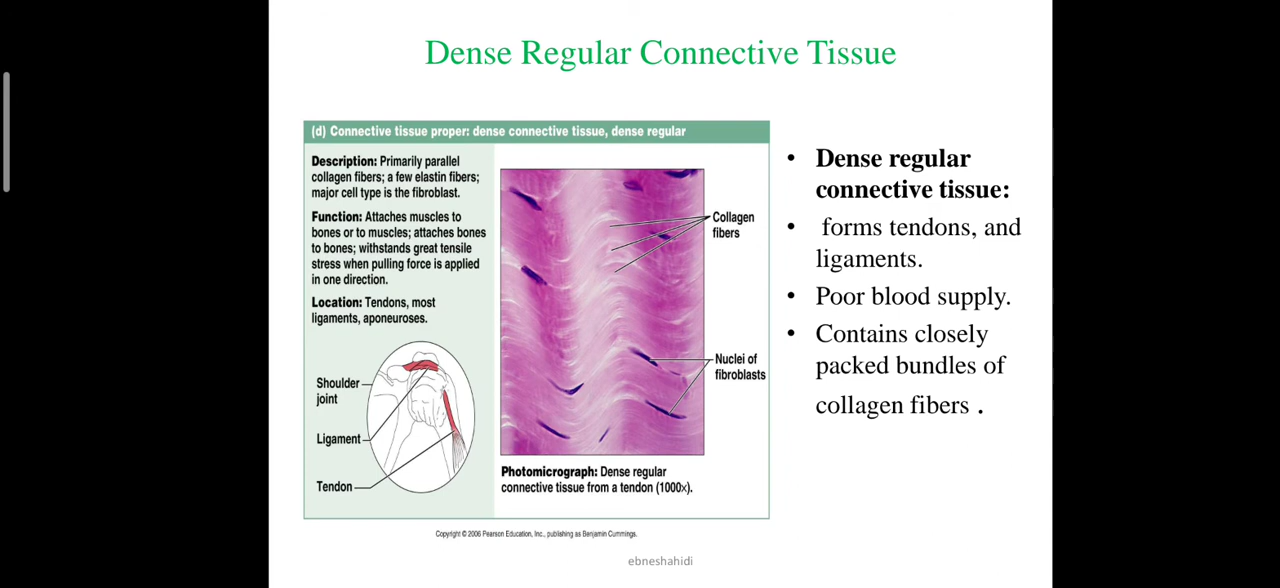 Dense Regular Connective Tissue
(d) Connective tissue proper: dense connective tissue, dense regular
Description: Primarily parallel
collagen fibers; a few elastin fibers;
major cell type is the fibroblast.
Function: Attaches muscles to
bones or to muscles; attaches bones
to bones; withstands great tensile
stress when pulling force is applied
in one direction.
Location: Tendons, most
ligaments, aponeuroses.
Shoulder
joint
Ligament
Tendon
Collagen
fibers
Nuclei of
fibroblasts
Photomicrograph: Dense regular
connective tissue from a tendon (1000×).
Copyright © 2006 Pearson Education, Inc., publishing as Benjamin Cummings.
• Dense regular
connective tissue:
• forms tendons, and
ligaments.
• Poor blood supply.
• Contains closely
packed bundles of
collagen fibers .
ebneshahidi